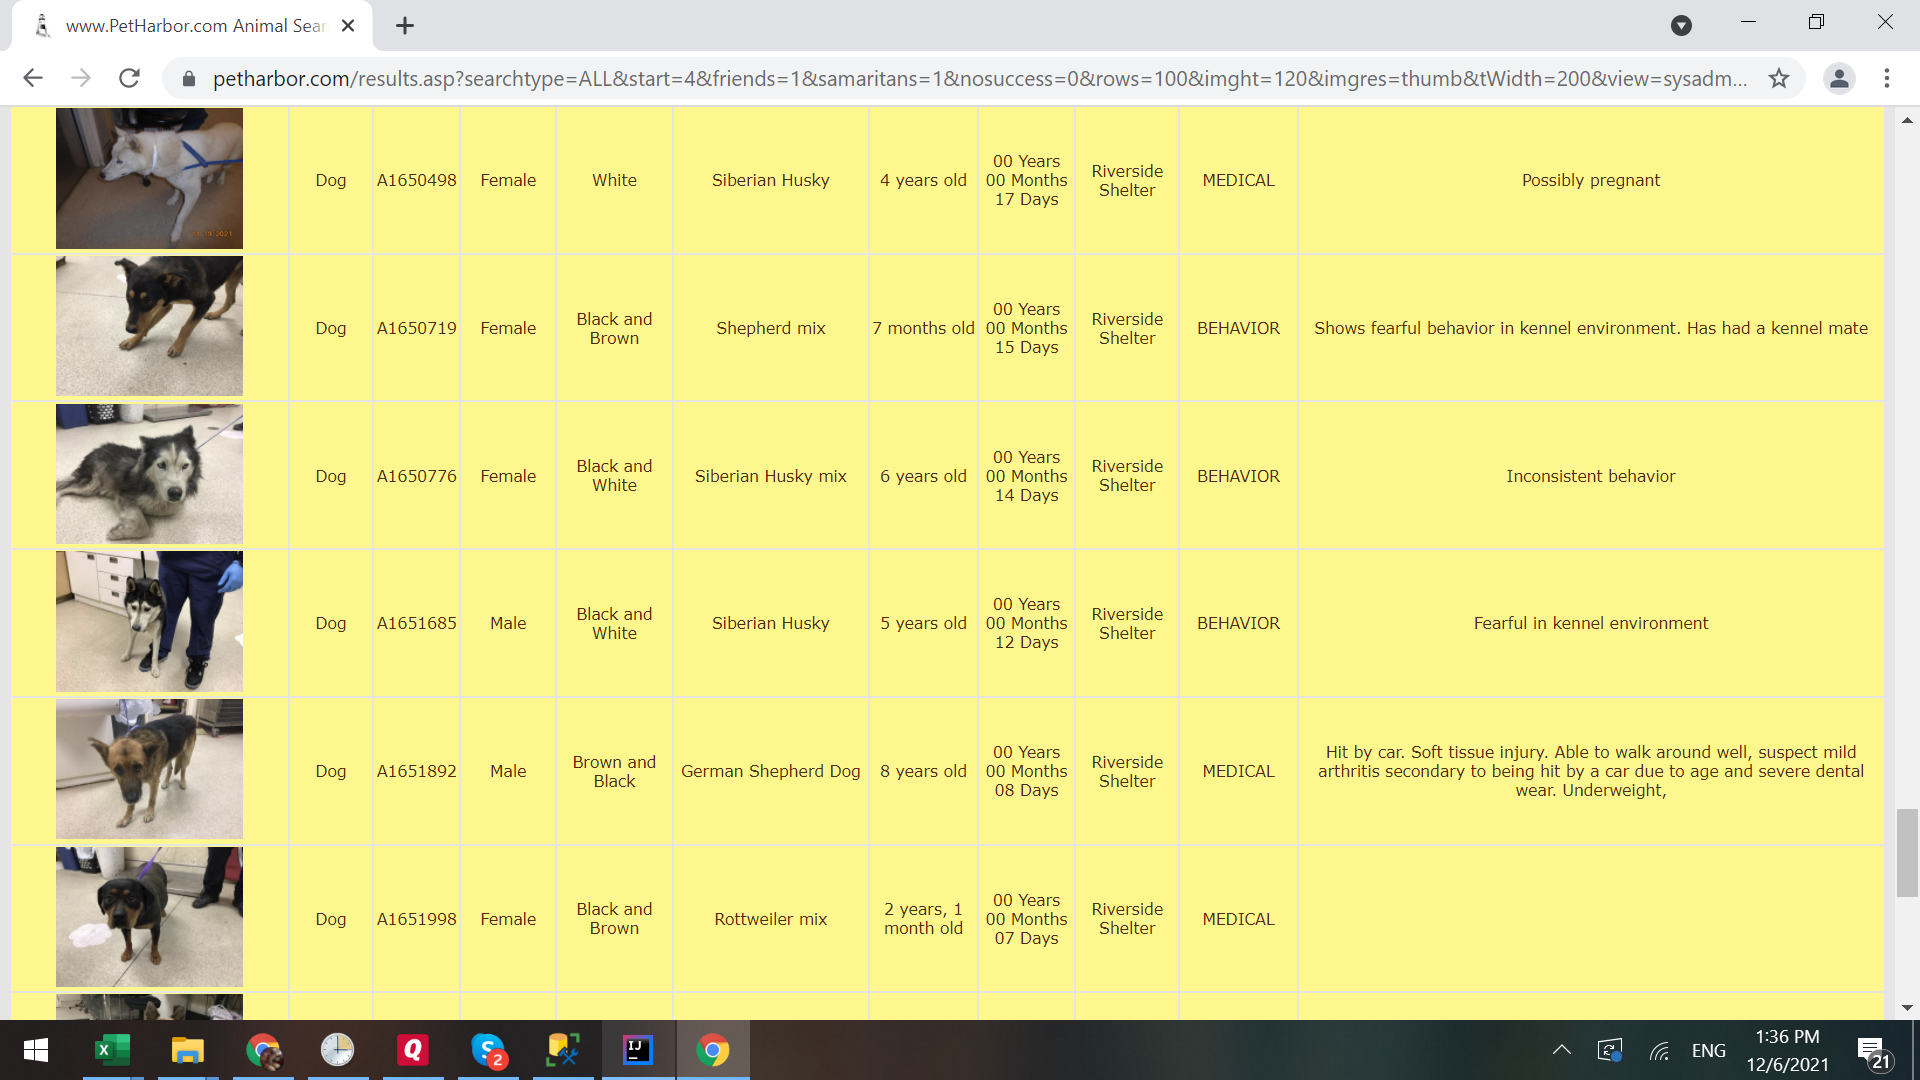 www.PetHarbor.com Animal Sear
petharbor.com/results.asp?searchtype=ALL&start=4&friends=1&samaritans=1&nosuccess=0&rows=100&imght=120&imgres=thumb&tWidth=200&view=sysadm...
Dog A1650498 Female White Siberian Husky 4 years old 00 Years 00 Months 17 Days Riverside Shelter MEDICAL Possibly pregnant
Dog A1650719 Female Black and Brown Shepherd mix 7 months old 00 Years 00 Months 15 Days Riverside Shelter BEHAVIOR Shows fearful behavior in kennel environment. Has had a kennel mate
Dog A1650776 Female Black and White Siberian Husky mix 6 years old 00 Years 00 Months 14 Days Riverside Shelter BEHAVIOR Inconsistent behavior
Dog A1651685 Male Black and White Siberian Husky 5 years old 00 Years 00 Months 12 Days Riverside Shelter BEHAVIOR Fearful in kennel environment
Dog A1651892 Male Brown and Black German Shepherd Dog 8 years old 00 Years 00 Months 08 Days Riverside Shelter MEDICAL Hit by car. Soft tissue injury. Able to walk around well, suspect mild arthritis secondary to being hit by a car due to age and severe dental wear. Underweight,
Dog A1651998 Female Black and Brown Rottweiler mix 2 years, 1 month old 00 Years 00 Months 07 Days Riverside Shelter MEDICAL
2
IJ
ENG
1:36 PM
12/6/2021
21